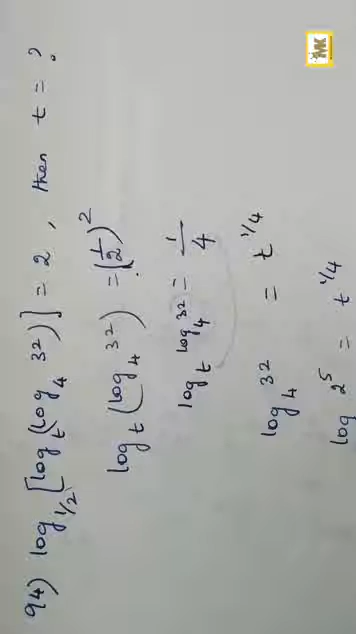 94) log_{1/2} [log_t (log_4 32)] = 2, then t = ?
log_t (log_4 32) = (1/2)^2
log_t log_4 32 = 1/4
log_4 32 = t^{1/4}
log 2^5 = t^{1/4}
MK